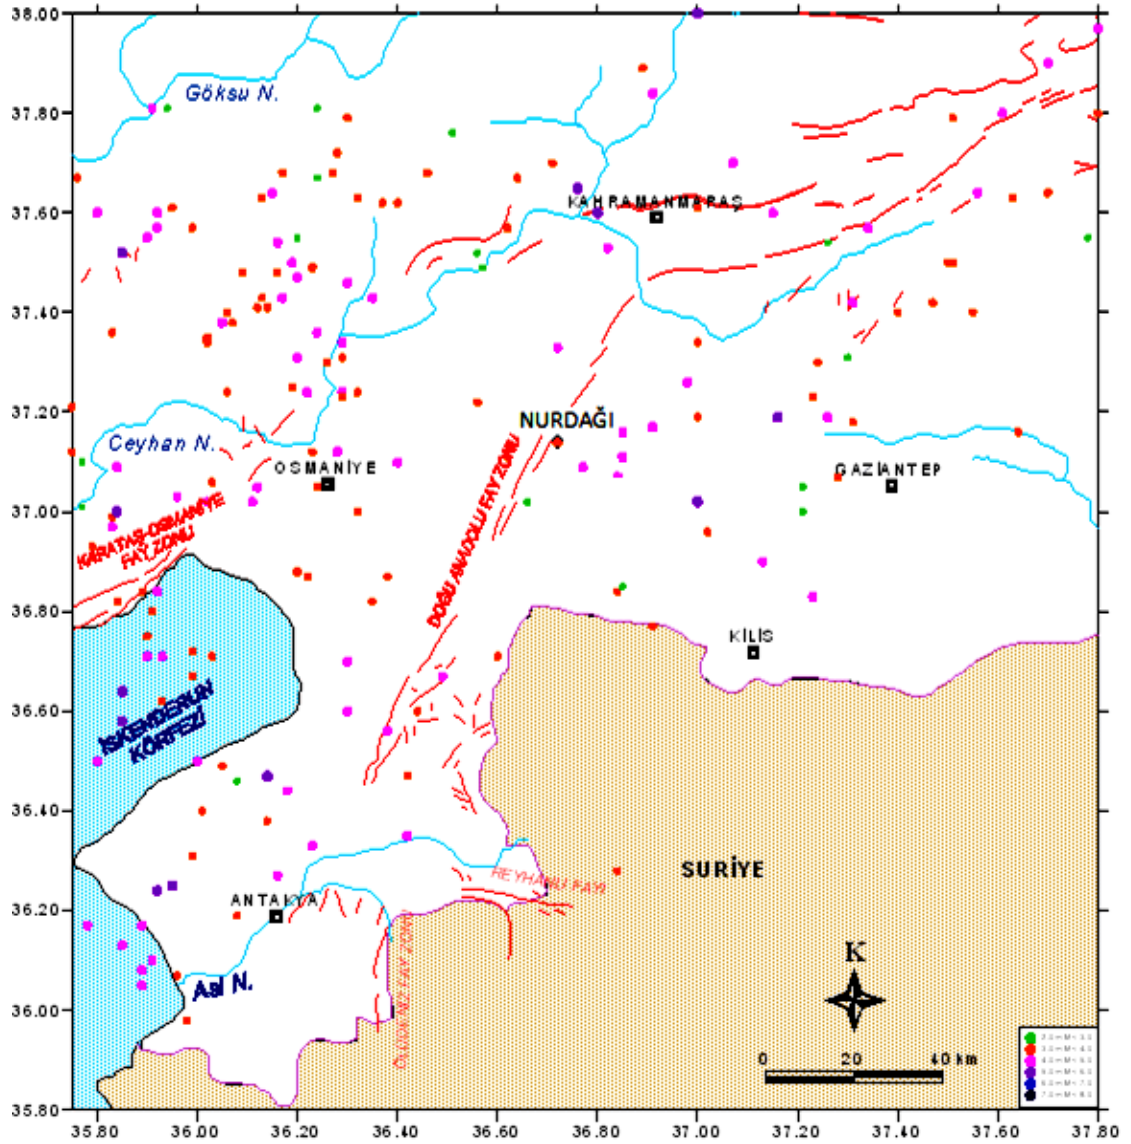 38.00
Göksu N.
37.80
KAHRAMANMARAŞ
37.60
37.40
37.20
NURDAĞI
Ceyhan N.
OSMANİYE
GAZİANTEP
37.00
KARATAŞ-OSMANİYE
FAY ZONU
DOĞU ANADOLU FAY ZONU
36.80
KİLİS
İSKENDERUN
KÖRFEZİ
36.60
36.40
SURİYE
REYHANLI FAYI
ANTAKYA
36.20
ÖLÜDENİZ FAY ZONU
K
Asi N.
36.00
0 20 40 km
35.80
35.80 36.00 36.20 36.40 36.60 36.80 37.00 37.20 37.40 37.60 37.80